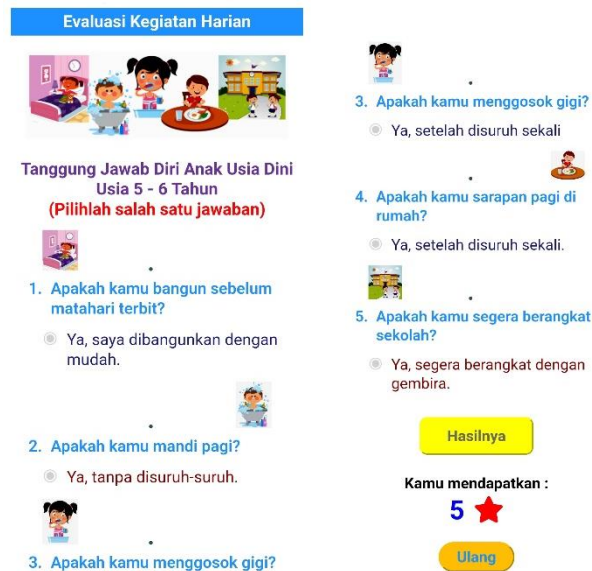 Evaluasi Kegiatan Harian
Tanggung Jawab Diri Anak Usia Dini
Usia 5 - 6 Tahun
(Pilihlah salah satu jawaban)
1. Apakah kamu bangun sebelum
matahari terbit?
Ya, saya dibangunkan dengan
mudah.
2. Apakah kamu mandi pagi?
Ya, tanpa disuruh-suruh.
3. Apakah kamu menggosok gigi?
3. Apakah kamu menggosok gigi?
Ya, setelah disuruh sekali
4. Apakah kamu sarapan pagi di
rumah?
Ya, setelah disuruh sekali.
5. Apakah kamu segera berangkat
sekolah?
Ya, segera berangkat dengan
gembira.
Hasilnya
Kamu mendapatkan :
5
Ulang